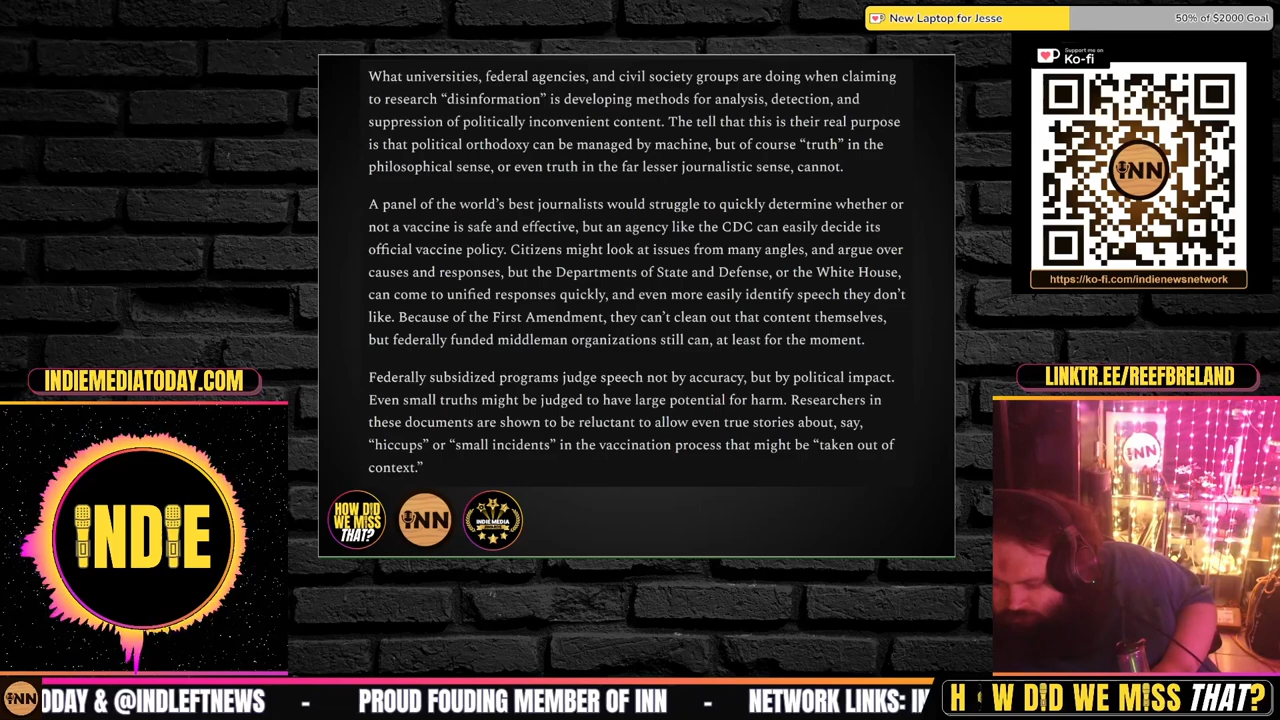 New Laptop for Jesse
50% of $2000 Goal
Support me on
Ko-fi
INN
https://ko-fi.com/indienewsnetwork
What universities, federal agencies, and civil society groups are doing when claiming
to research “disinformation” is developing methods for analysis, detection, and
suppression of politically inconvenient content. The tell that this is their real purpose
is that political orthodoxy can be managed by machine, but of course “truth” in the
philosophical sense, or even truth in the far lesser journalistic sense, cannot.
A panel of the world’s best journalists would struggle to quickly determine whether or
not a vaccine is safe and effective, but an agency like the CDC can easily decide its
official vaccine policy. Citizens might look at issues from many angles, and argue over
causes and responses, but the Departments of State and Defense, or the White House,
can come to unified responses quickly, and even more easily identify speech they don’t
like. Because of the First Amendment, they can’t clean out that content themselves,
but federally funded middleman organizations still can, at least for the moment.
Federally subsidized programs judge speech not by accuracy, but by political impact.
Even small truths might be judged to have large potential for harm. Researchers in
these documents are shown to be reluctant to allow even true stories about, say,
“hiccups” or “small incidents” in the vaccination process that might be “taken out of
context.”
HOW DID
WE MISS
THAT?
INN
INDIE MEDIA
INDIEMEDIATODAY.COM
LINKTR.EE/REEFBRELAND
INDIE
INN
INN
ODAY & @INDLEFTNEWS - PROUD FOUDING MEMBER OF INN - NETWORK LINKS: IN
HOW DID WE MISS THAT?